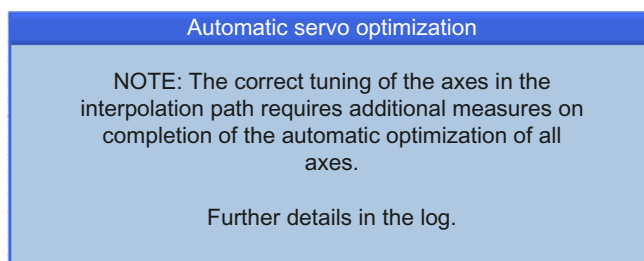 Automatic servo optimization
NOTE: The correct tuning of the axes in the
interpolation path requires additional measures on
completion of the automatic optimization of all
axes.
Further details in the log.